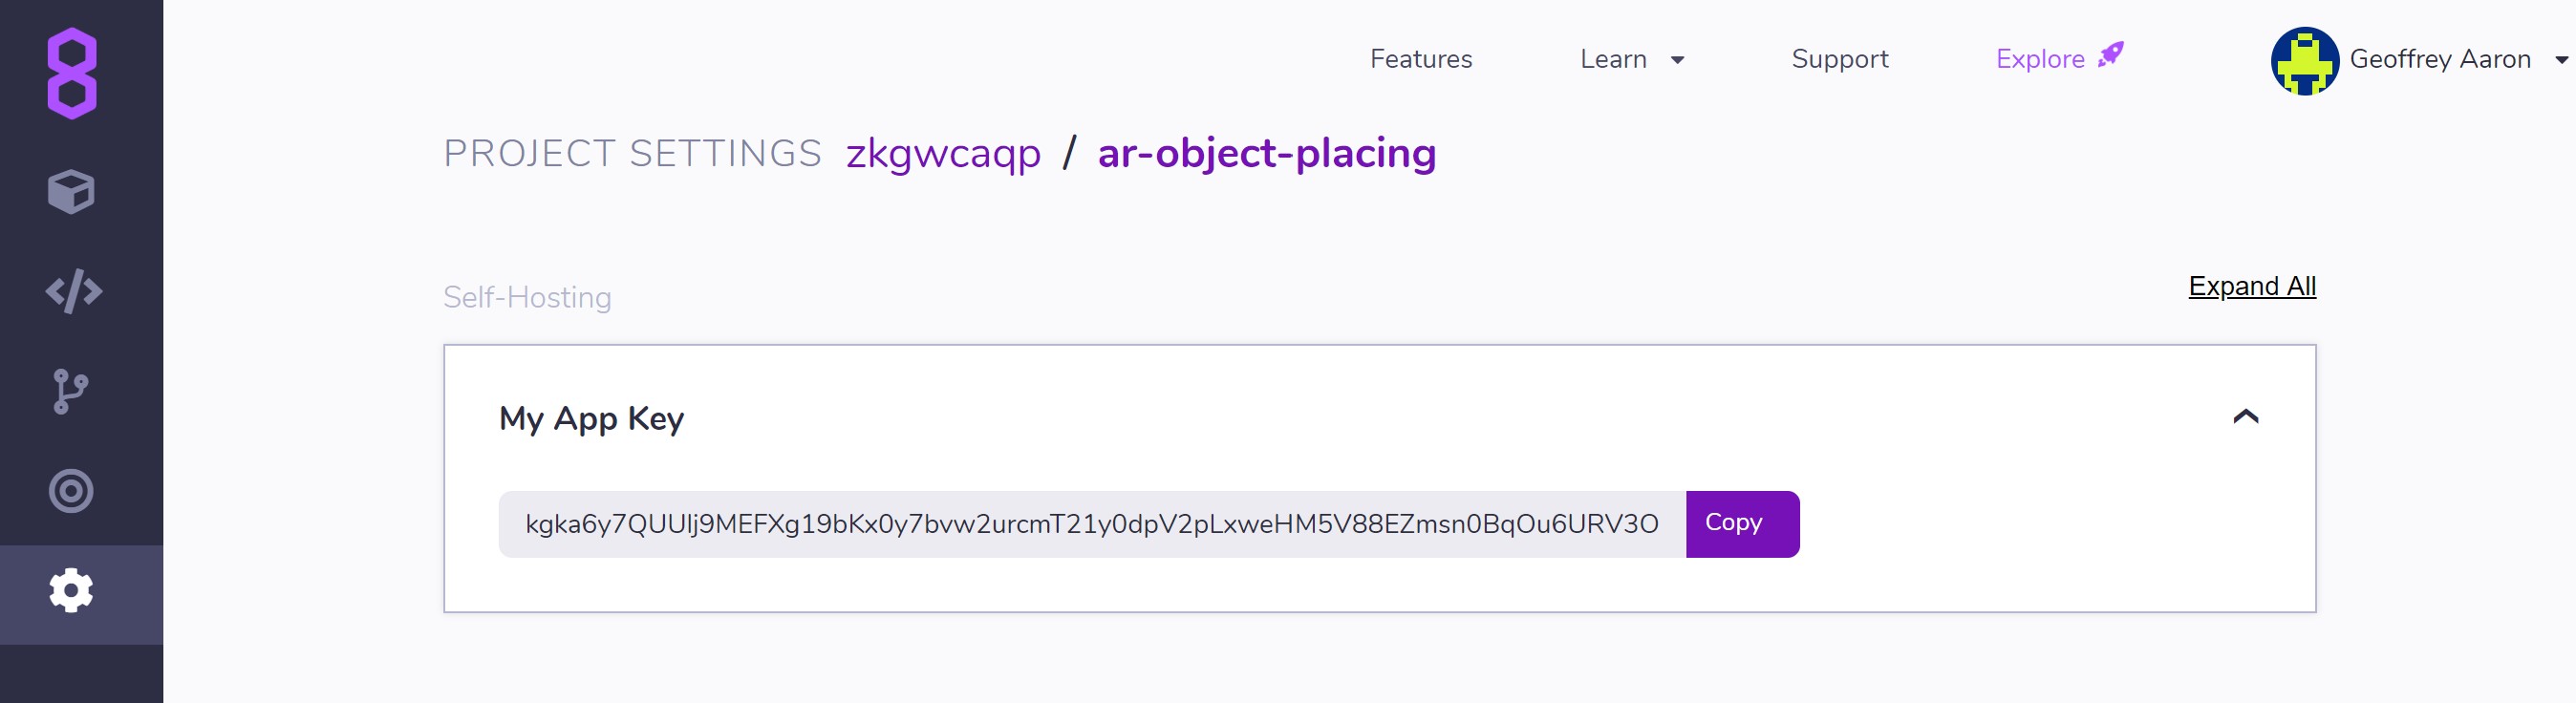 Features Learn Support Explore Geoffrey Aaron
PROJECT SETTINGS zkgwcaqp / ar-object-placing
Self-Hosting Expand All
My App Key
kgka6y7QUUlj9MEFXg19bKx0y7bvw2urcmT21y0dpV2pLxweHM5V88EZmsn0BqOu6URV3O Copy